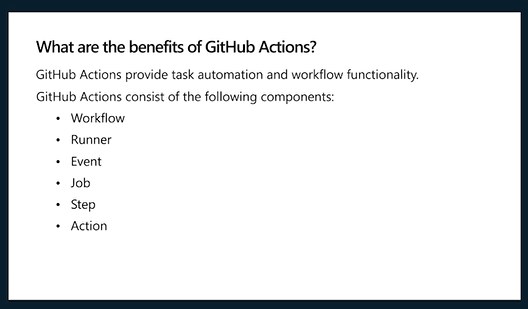 What are the benefits of GitHub Actions?
GitHub Actions provide task automation and workflow functionality.
GitHub Actions consist of the following components:
• Workflow
• Runner
• Event
• Job
• Step
• Action